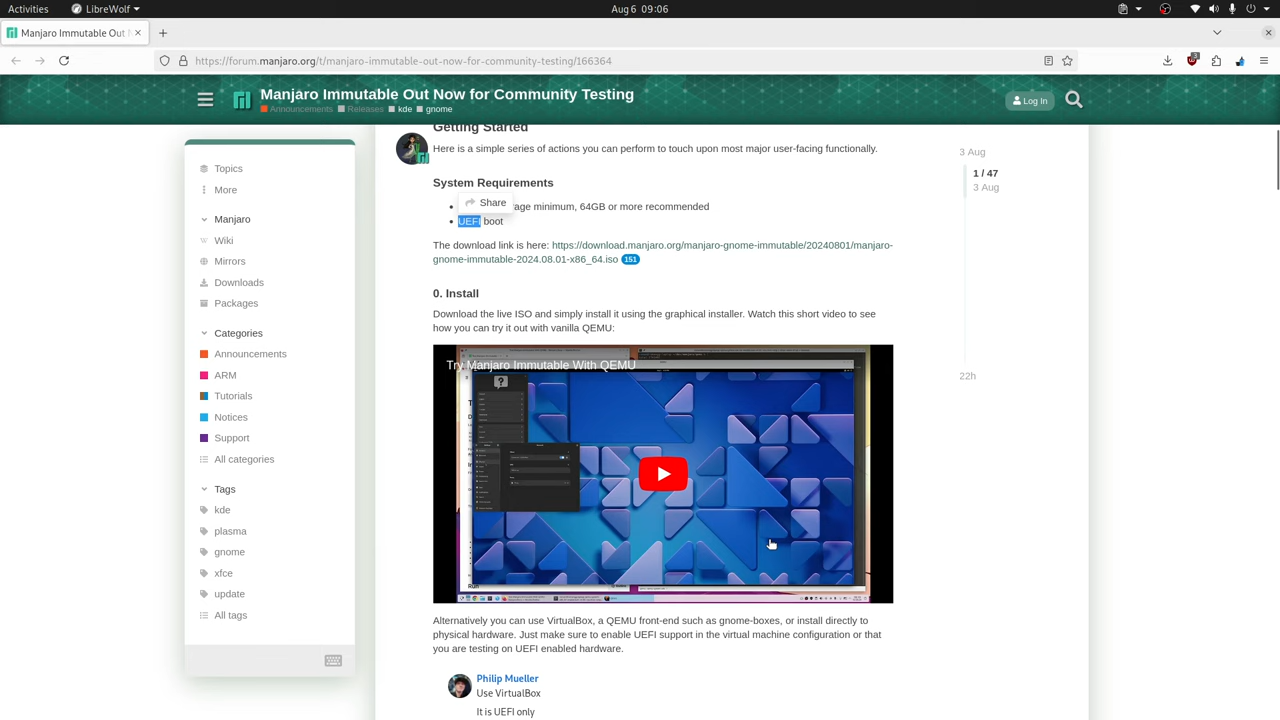 Activities
LibreWolf
Aug 6 09:06
Manjaro Immutable Out N
https://forum.manjaro.org/t/manjaro-immutable-out-now-for-community-testing/166364
3
Manjaro Immutable Out Now for Community Testing
Announcements Releases kde gnome
Log In
Topics
More
Manjaro
Wiki
Mirrors
Downloads
Packages
Categories
Announcements
ARM
Tutorials
Notices
Support
All categories
Tags
kde
plasma
gnome
xfce
update
All tags
Getting Started
Here is a simple series of actions you can perform to touch upon most major user-facing functionally.
System Requirements
Share
minimum, 64GB or more recommended
UEFI boot
The download link is here: https://download.manjaro.org/manjaro-gnome-immutable/20240801/manjaro-
gnome-immutable-2024.08.01-x86_64.iso 151
0. Install
Download the live ISO and simply install it using the graphical installer. Watch this short video to see
how you can try it out with vanilla QEMU:
Try Manjaro Immutable With QEMU
Alternatively you can use VirtualBox, a QEMU front-end such as gnome-boxes, or install directly to
physical hardware. Just make sure to enable UEFI support in the virtual machine configuration or that
you are testing on UEFI enabled hardware.
Philip Mueller
Use VirtualBox
It is UEFI only
3 Aug
1 / 47
3 Aug
22h